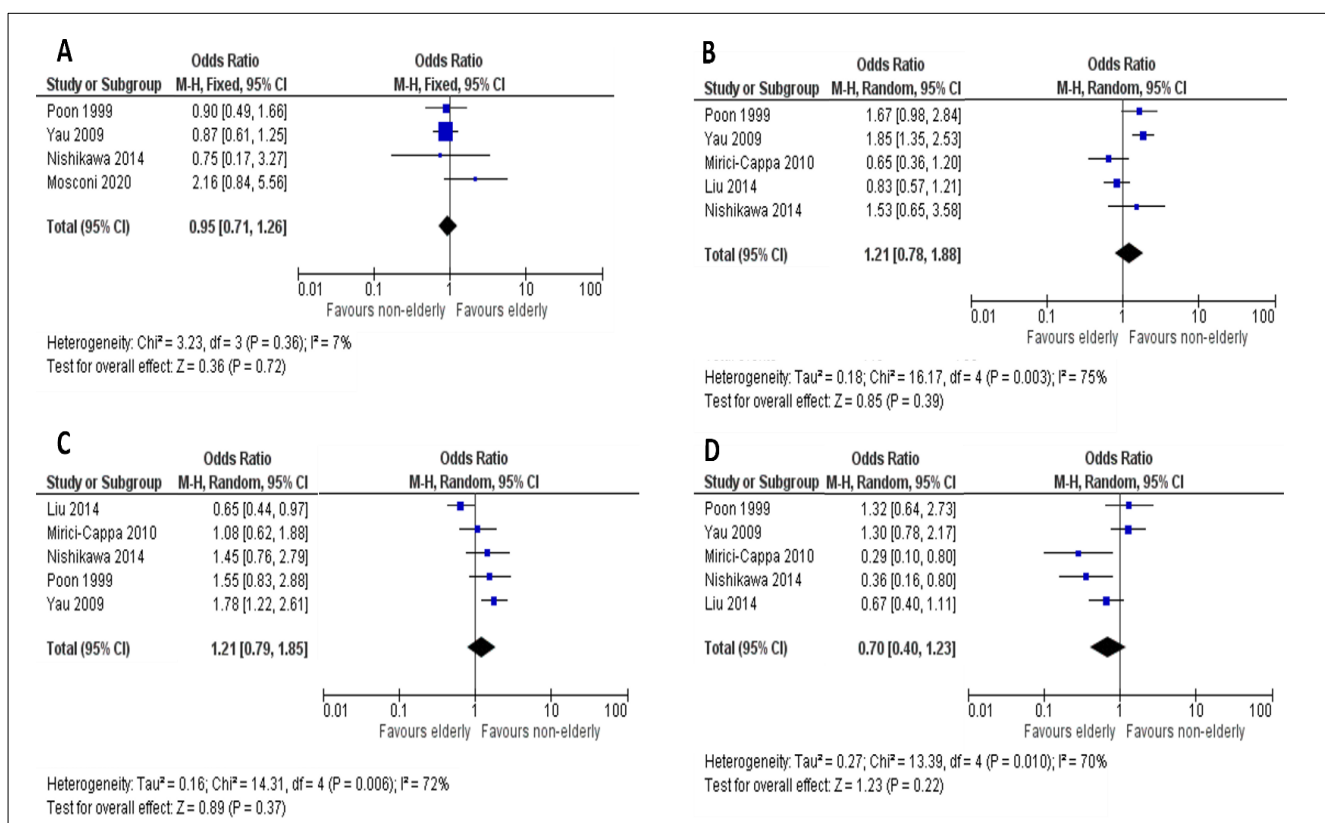 A
Odds Ratio Odds Ratio
Study or Subgroup M-H, Fixed, 95% CI M-H, Fixed, 95% CI
Poon 1999 0.90 [0.49, 1.66]
Yau 2009 0.87 [0.61, 1.25]
Nishikawa 2014 0.75 [0.17, 3.27]
Mosconi 2020 2.16 [0.84, 5.56]
Total (95% CI) 0.95 [0.71, 1.26]
0.01 0.1 1 10 100
Favours non-elderly Favours elderly
Heterogeneity: Chi² = 3.23, df = 3 (P = 0.36); I² = 7%
Test for overall effect: Z = 0.36 (P = 0.72)
B
Odds Ratio Odds Ratio
Study or Subgroup M-H, Random, 95% CI M-H, Random, 95% CI
Poon 1999 1.67 [0.98, 2.84]
Yau 2009 1.85 [1.35, 2.53]
Mirici-Cappa 2010 0.65 [0.36, 1.20]
Liu 2014 0.83 [0.57, 1.21]
Nishikawa 2014 1.53 [0.65, 3.58]
Total (95% CI) 1.21 [0.78, 1.88]
0.01 0.1 1 10 100
Favours elderly Favours non-elderly
Heterogeneity: Tau² = 0.18; Chi² = 16.17, df = 4 (P = 0.003); I² = 75%
Test for overall effect: Z = 0.85 (P = 0.39)
C
Odds Ratio Odds Ratio
Study or Subgroup M-H, Random, 95% CI M-H, Random, 95% CI
Liu 2014 0.65 [0.44, 0.97]
Mirici-Cappa 2010 1.08 [0.62, 1.88]
Nishikawa 2014 1.45 [0.76, 2.79]
Poon 1999 1.55 [0.83, 2.88]
Yau 2009 1.78 [1.22, 2.61]
Total (95% CI) 1.21 [0.79, 1.85]
0.01 0.1 1 10 100
Favours elderly Favours non-elderly
Heterogeneity: Tau² = 0.16; Chi² = 14.31, df = 4 (P = 0.006); I² = 72%
Test for overall effect: Z = 0.89 (P = 0.37)
D
Odds Ratio Odds Ratio
Study or Subgroup M-H, Random, 95% CI M-H, Random, 95% CI
Poon 1999 1.32 [0.64, 2.73]
Yau 2009 1.30 [0.78, 2.17]
Mirici-Cappa 2010 0.29 [0.10, 0.80]
Nishikawa 2014 0.36 [0.16, 0.80]
Liu 2014 0.67 [0.40, 1.11]
Total (95% CI) 0.70 [0.40, 1.23]
0.01 0.1 1 10 100
Favours elderly Favours non-elderly
Heterogeneity: Tau² = 0.27; Chi² = 13.39, df = 4 (P = 0.010); I² = 70%
Test for overall effect: Z = 1.23 (P = 0.22)